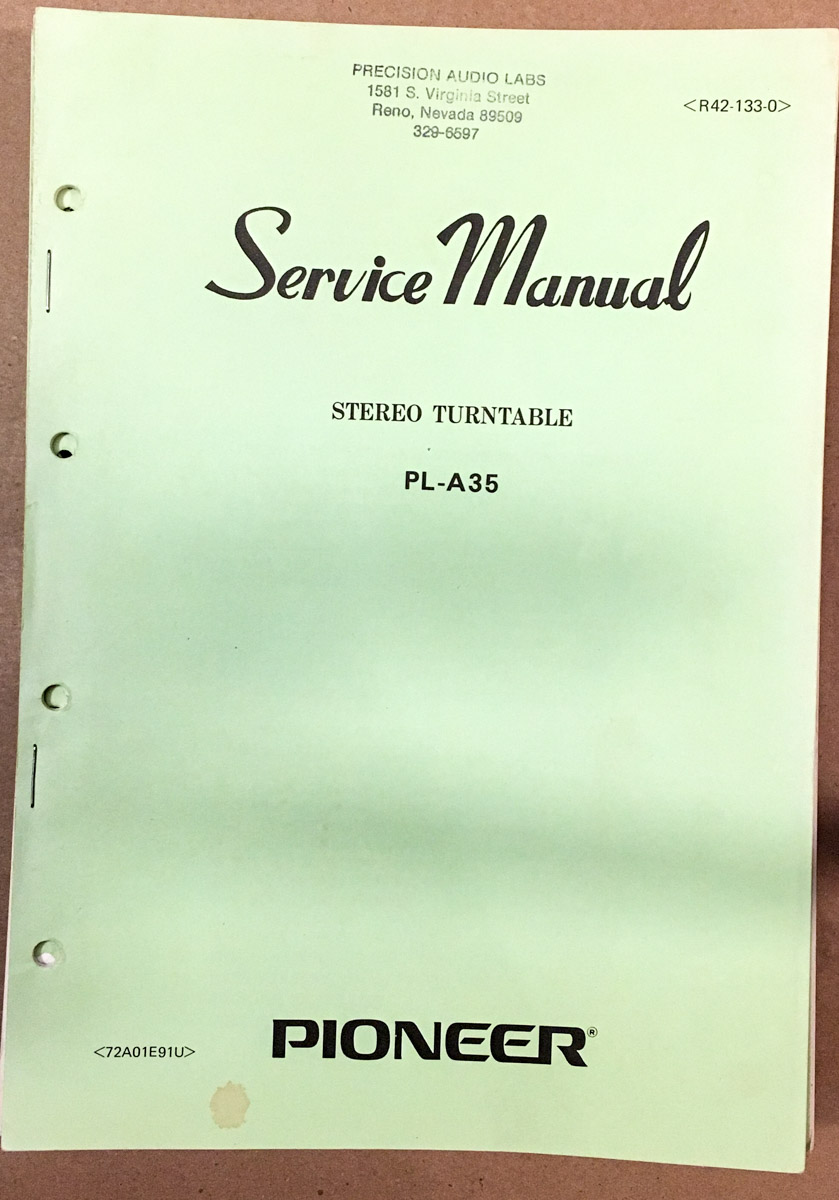 PRECISION AUDIO LABS
1581 S. Virginia Street
Reno, Nevada 89509
329-6597
<R42-133-0>
Service Manual
STEREO TURNTABLE
PL-A35
<72A01E91U>
PIONEER®